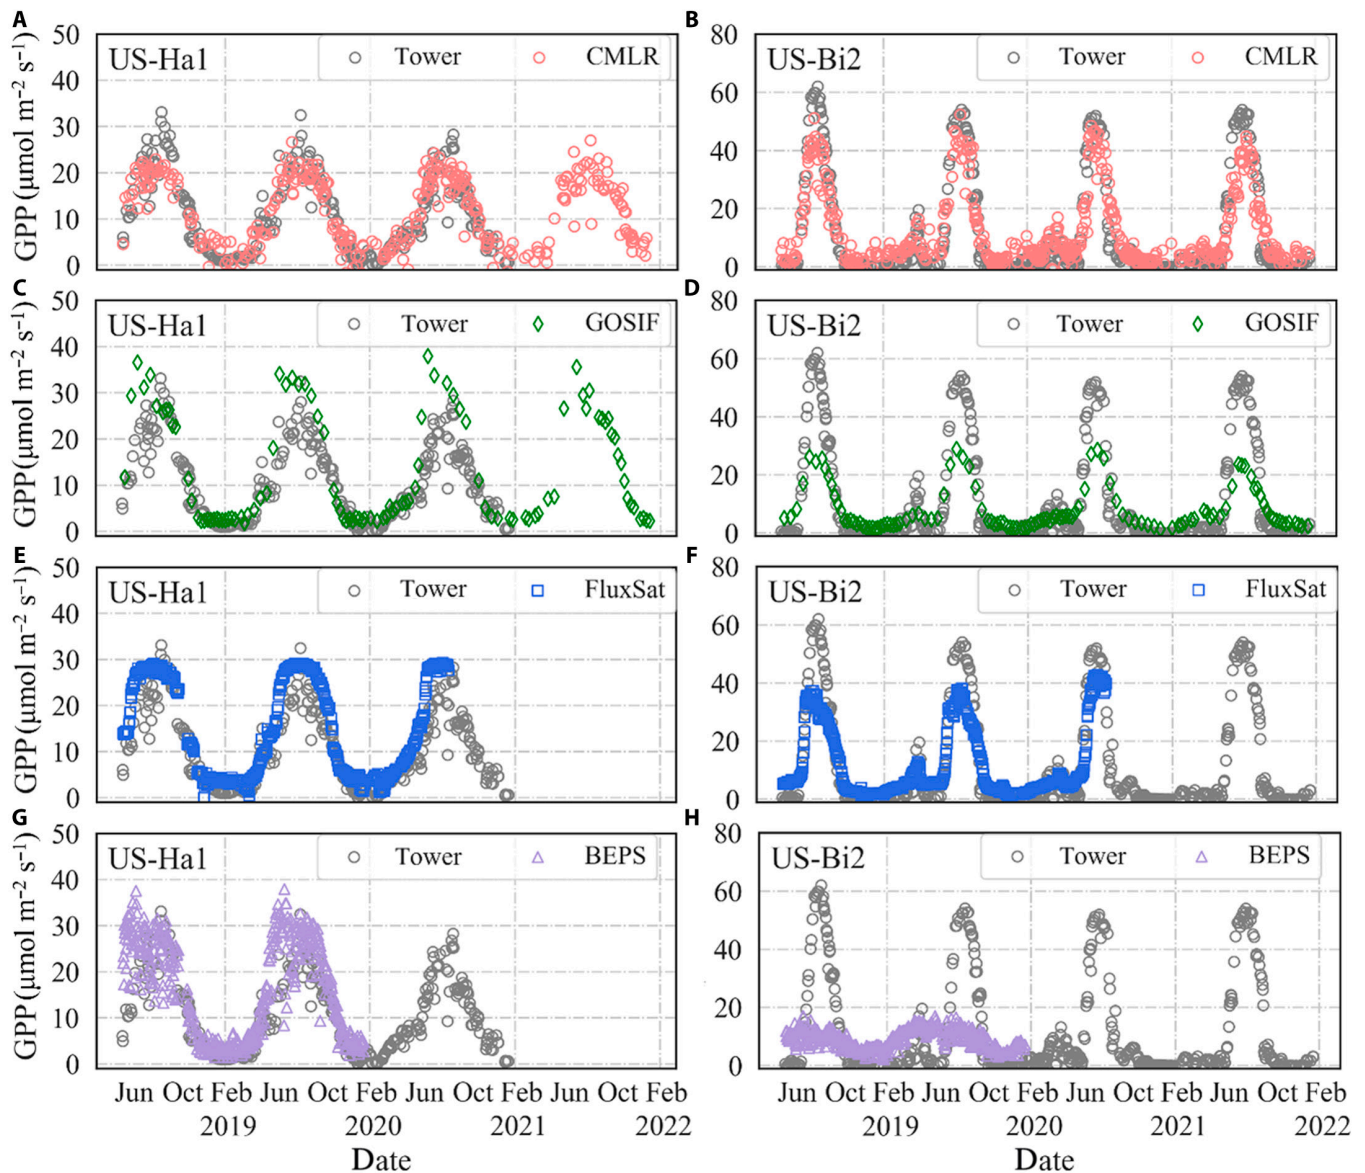 A
B
50
40
30
20
10
0
GPP (μmol m⁻² s⁻¹)
US-Ha1
Tower
CMLR
80
60
40
20
0
US-Bi2
Tower
CMLR
C
D
50
40
30
20
10
0
GPP (μmol m⁻² s⁻¹)
US-Ha1
Tower
GOSIF
80
60
40
20
0
US-Bi2
Tower
GOSIF
E
F
50
40
30
20
10
0
GPP (μmol m⁻² s⁻¹)
US-Ha1
Tower
FluxSat
80
60
40
20
0
US-Bi2
Tower
FluxSat
G
H
50
40
30
20
10
0
GPP (μmol m⁻² s⁻¹)
US-Ha1
Tower
BEPS
80
60
40
20
0
US-Bi2
Tower
BEPS
Jun Oct Feb Jun Oct Feb Jun Oct Feb Jun Oct Feb
2019 2020 2021 2022
Date
Jun Oct Feb Jun Oct Feb Jun Oct Feb Jun Oct Feb
2019 2020 2021 2022
Date